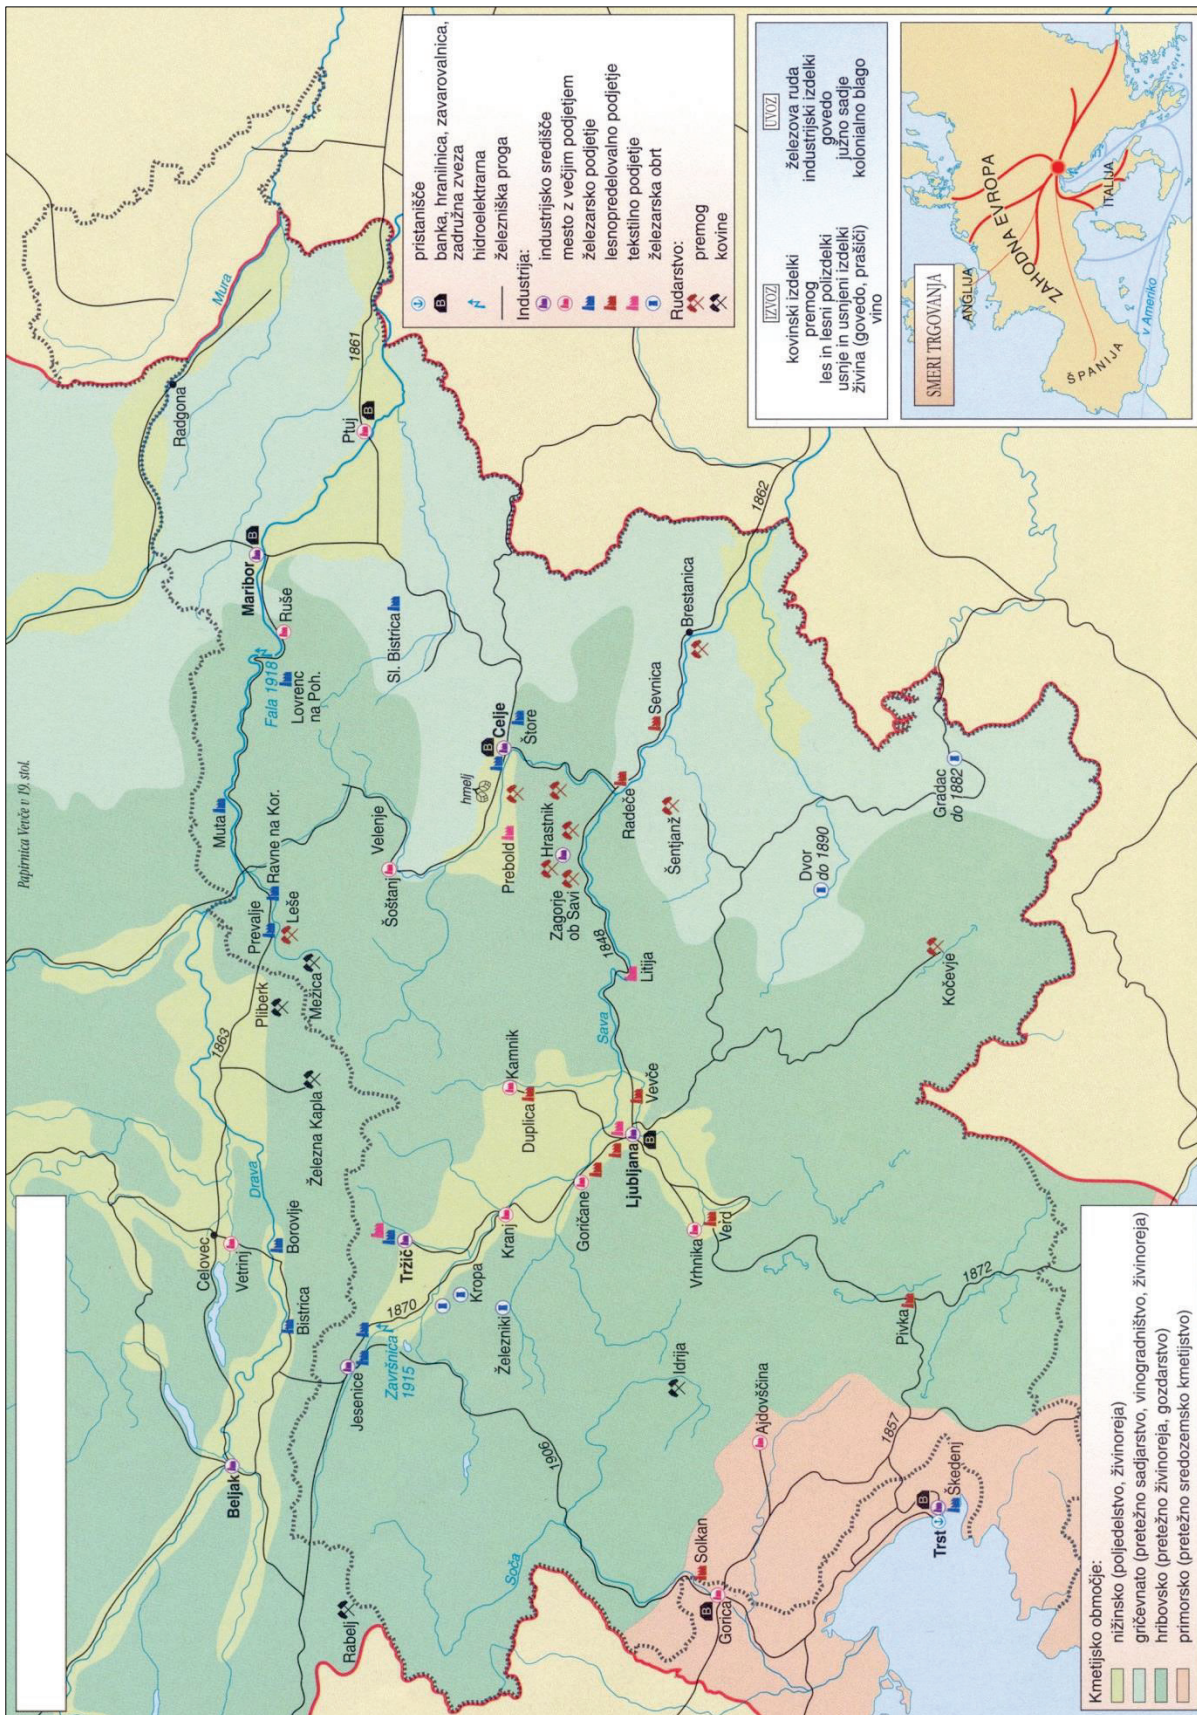 Papirnica Vevče v 19. stol.
Mura
Radgona
Maribor
Ruše
Fala 1918
Lovrenc
na Poh.
Ptuj
1861
Sl. Bistrica
Muta
Ravne na Kor.
Prevalje
Leše
Pliberk
Mežica
1863
Železna Kapla
Drava
Celovec
Vetrinj
Borovlje
Bistrica
Beljak
Rabelj
Velenje
Šoštanj
hmelj
Celje
Štore
Prebold
Hrastnik
Zagorje
ob Savi
1848
Radeče
Sevnica
Brestanica
1862
Šentjanž
Litija
Sava
Dvor
do 1890
Gradac
do 1882
Kočevje
Kamnik
Duplica
Vevče
Ljubljana
Goričane
Kranj
Tržič
Kropa
Železniki
1870
Završnica
1915
Jesenice
Vrhnika
Verd
Idrija
1906
Soča
Solkan
Gorica
Ajdovščina
Pivka
1872
1857
Trst
Škedenj
pristanišče
B banka, hranilnica, zavarovalnica,
zadružna zveza
hidroelektrarna
železniška proga
Industrija:
industrijsko središče
mesto z večjim podjetjem
železarsko podjetje
lesnopredelovalno podjetje
tekstilno podjetje
železarska obrt
Rudarstvo:
premog
kovine
IZVOZ
kovinski izdelki
premog
les in lesni polizdelki
usnje in usnjeni izdelki
živina (govedo, prašiči)
vino
UVOZ
železova ruda
industrijski izdelki
govedo
južno sadje
kolonialno blago
SMERI TRGOVANJA
ANGLIJA
ZAHODNA EVROPA
ITALIJA
ŠPANIJA
v Ameriko
Kmetijsko območje:
nižinsko (poljedelstvo, živinoreja)
gričevnato (pretežno sadjarstvo, vinogradništvo, živinoreja)
hribovsko (pretežno živinoreja, gozdarstvo)
primorsko (pretežno sredozemsko kmetijstvo)
B
B
B
B
B
B